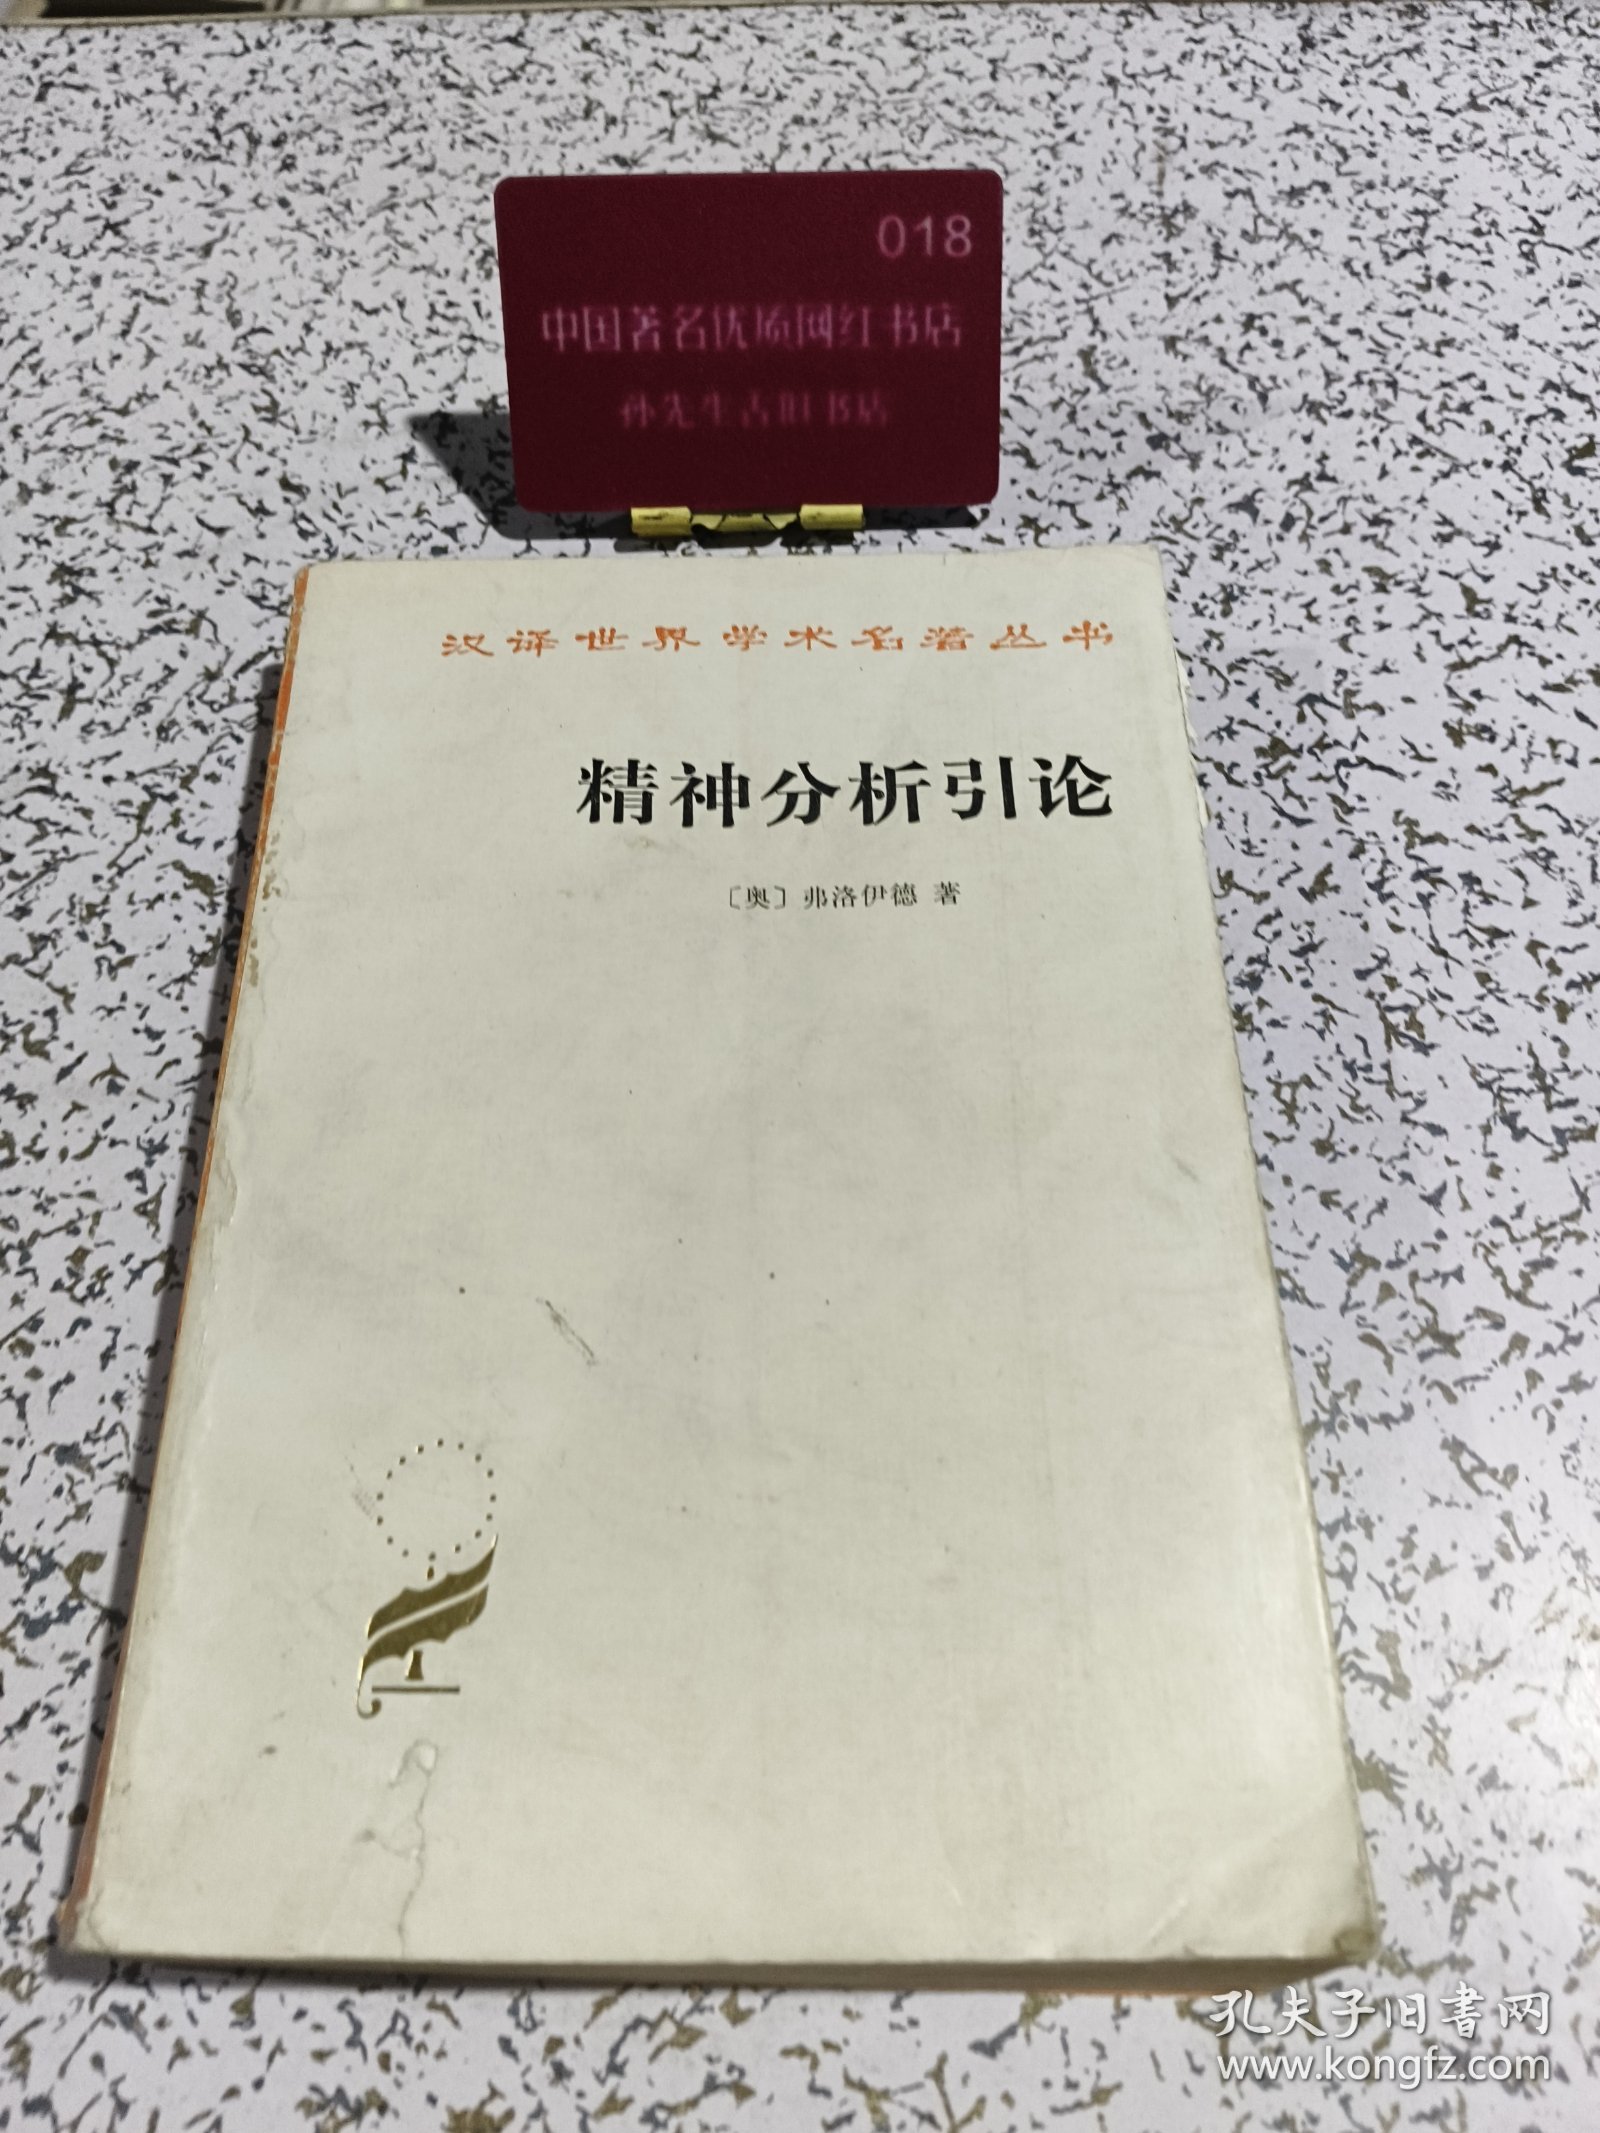 018
中国著名优质网红书店
孙先生古旧书店
汉译世界学术名著丛书
精神分析引论
〔奥〕弗洛伊德 著
孔夫子旧書网
www.kongfz.com